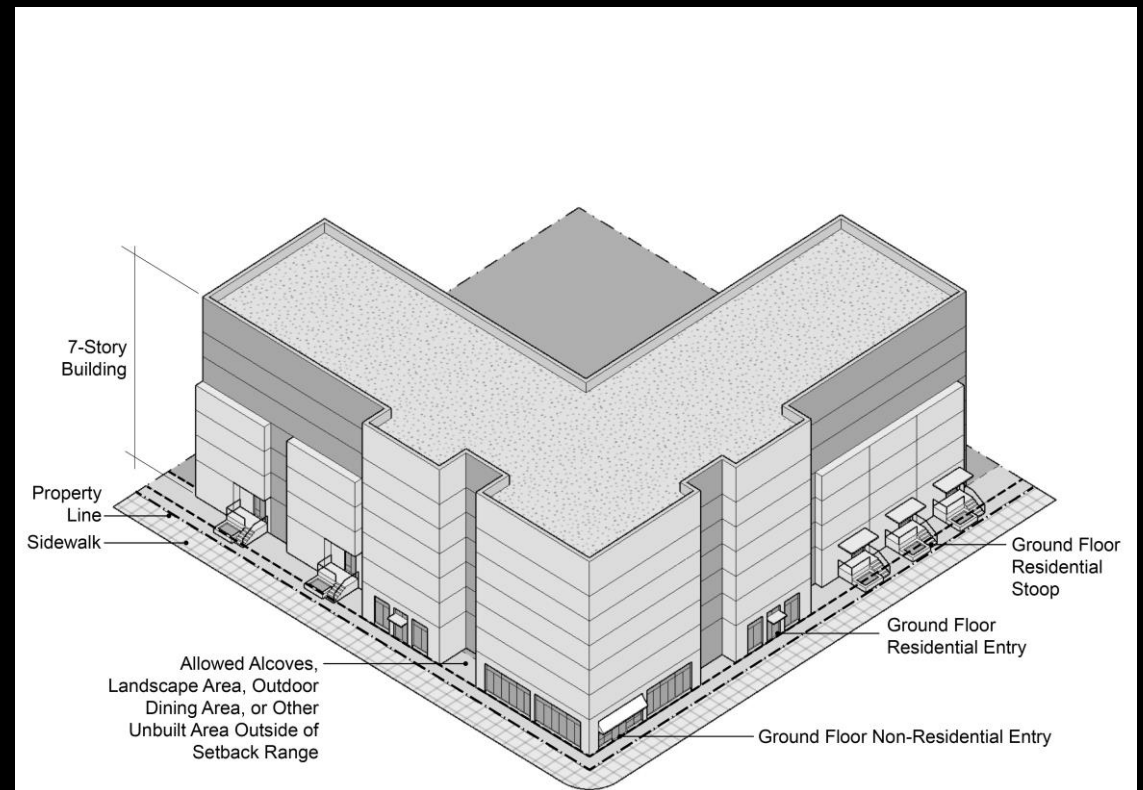 7-Story
Building
Property
Line
Sidewalk
Allowed Alcoves,
Landscape Area, Outdoor
Dining Area, or Other
Unbuilt Area Outside of
Setback Range
Ground Floor
Residential
Stoop
Ground Floor
Residential Entry
Ground Floor Non-Residential Entry